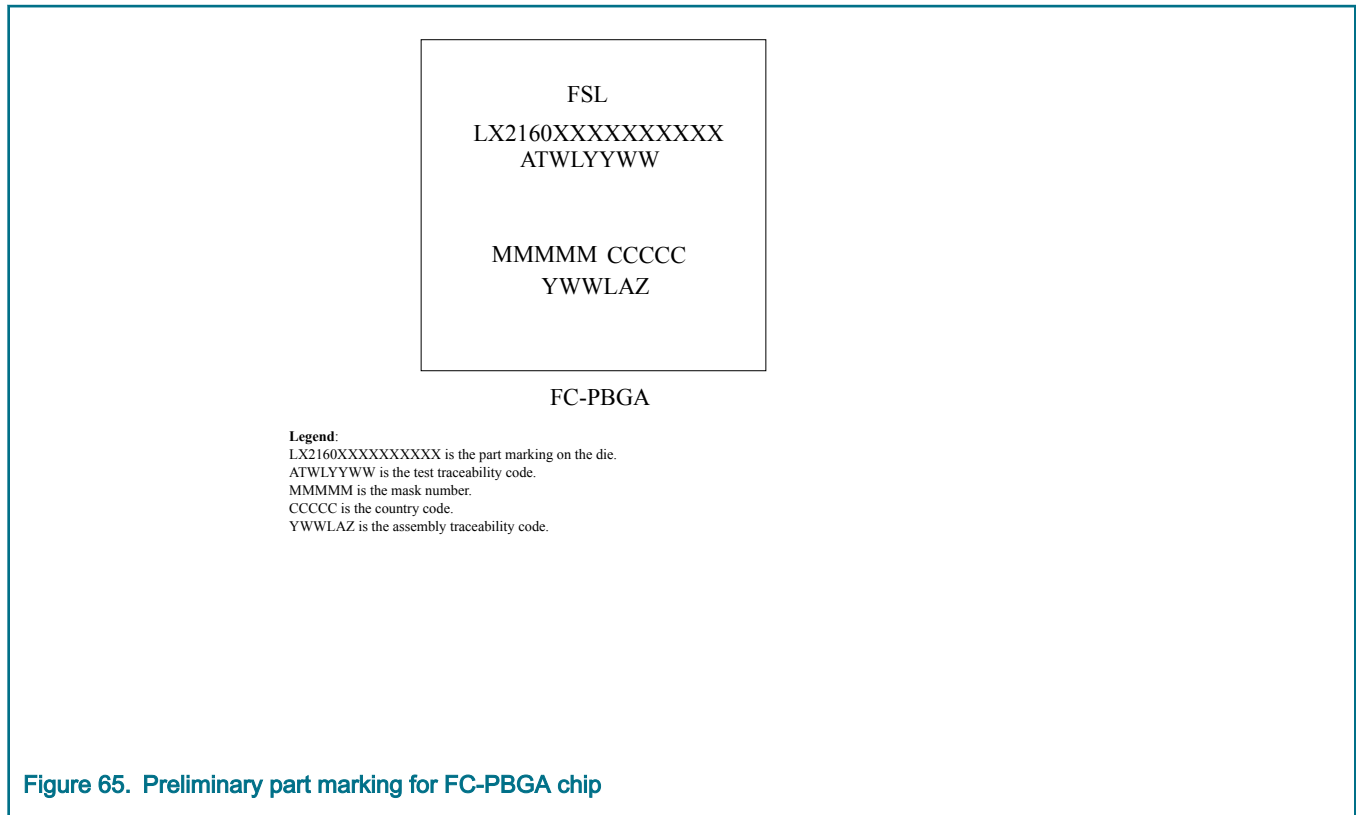 FSL
LX2160XXXXXXXXXX
ATWLYYWW
MMMMM CCCCC
YWWLAZ
FC-PBGA
Legend:
LX2160XXXXXXXXXX is the part marking on the die.
ATWLYYWW is the test traceability code.
MMMMM is the mask number.
CCCCC is the country code.
YWWLAZ is the assembly traceability code.
Figure 65. Preliminary part marking for FC-PBGA chip